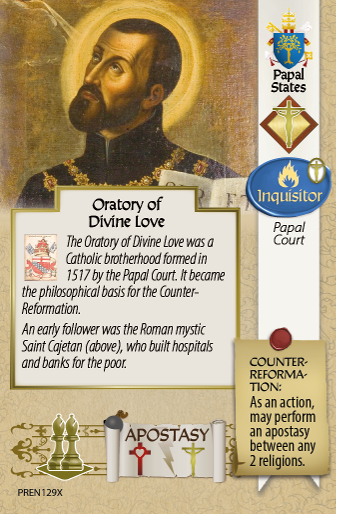 Papal
States
Inquisitor
Papal
Court
Oratory of
Divine Love
The Oratory of Divine Love was a
Catholic brotherhood formed in
1517 by the Papal Court. It became
the philosophical basis for the Counter-
Reformation.
An early follower was the Roman mystic
Saint Cajetan (above), who built hospitals
and banks for the poor.
COUNTER-
REFORMA-
TION:
As an action,
may perform
an apostasy
between any
2 religions.
APOSTASY
PREN129X